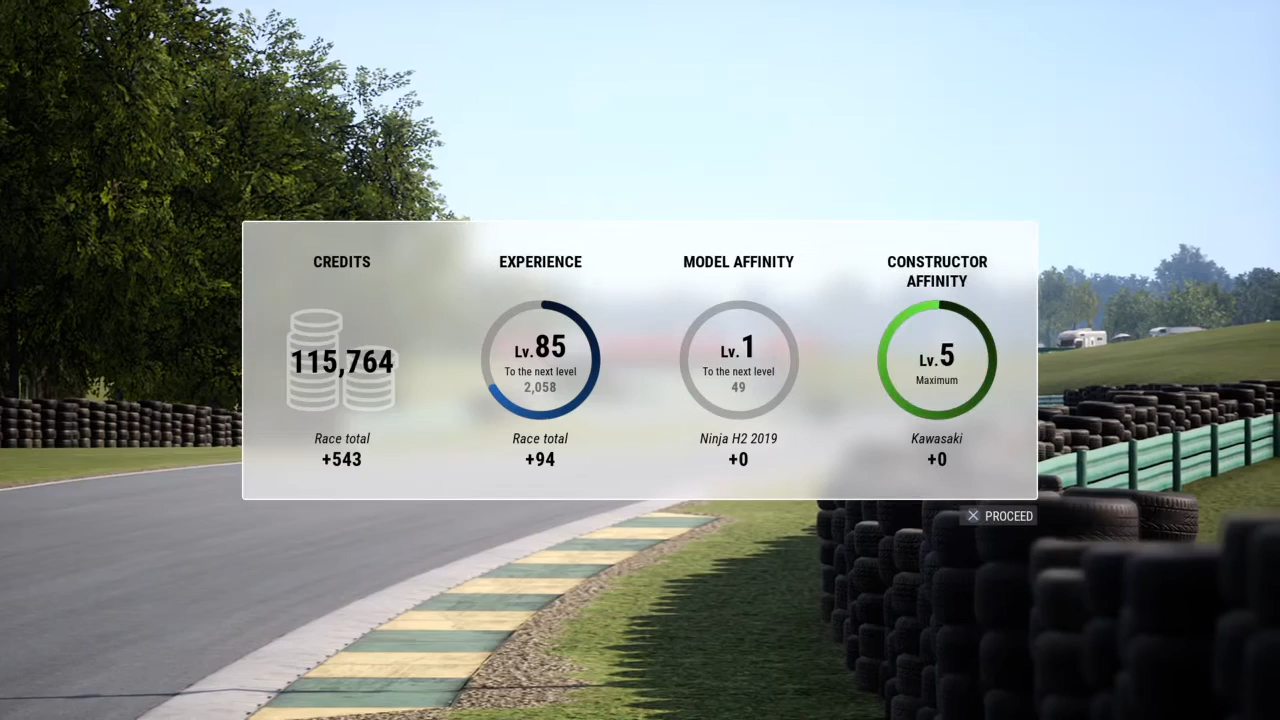 CREDITS
115,764
Race total
+543
EXPERIENCE
Lv.85
To the next level
2,058
Race total
+94
MODEL AFFINITY
Lv.1
To the next level
49
Ninja H2 2019
+0
CONSTRUCTOR
AFFINITY
Lv.5
Maximum
Kawasaki
+0
PROCEED